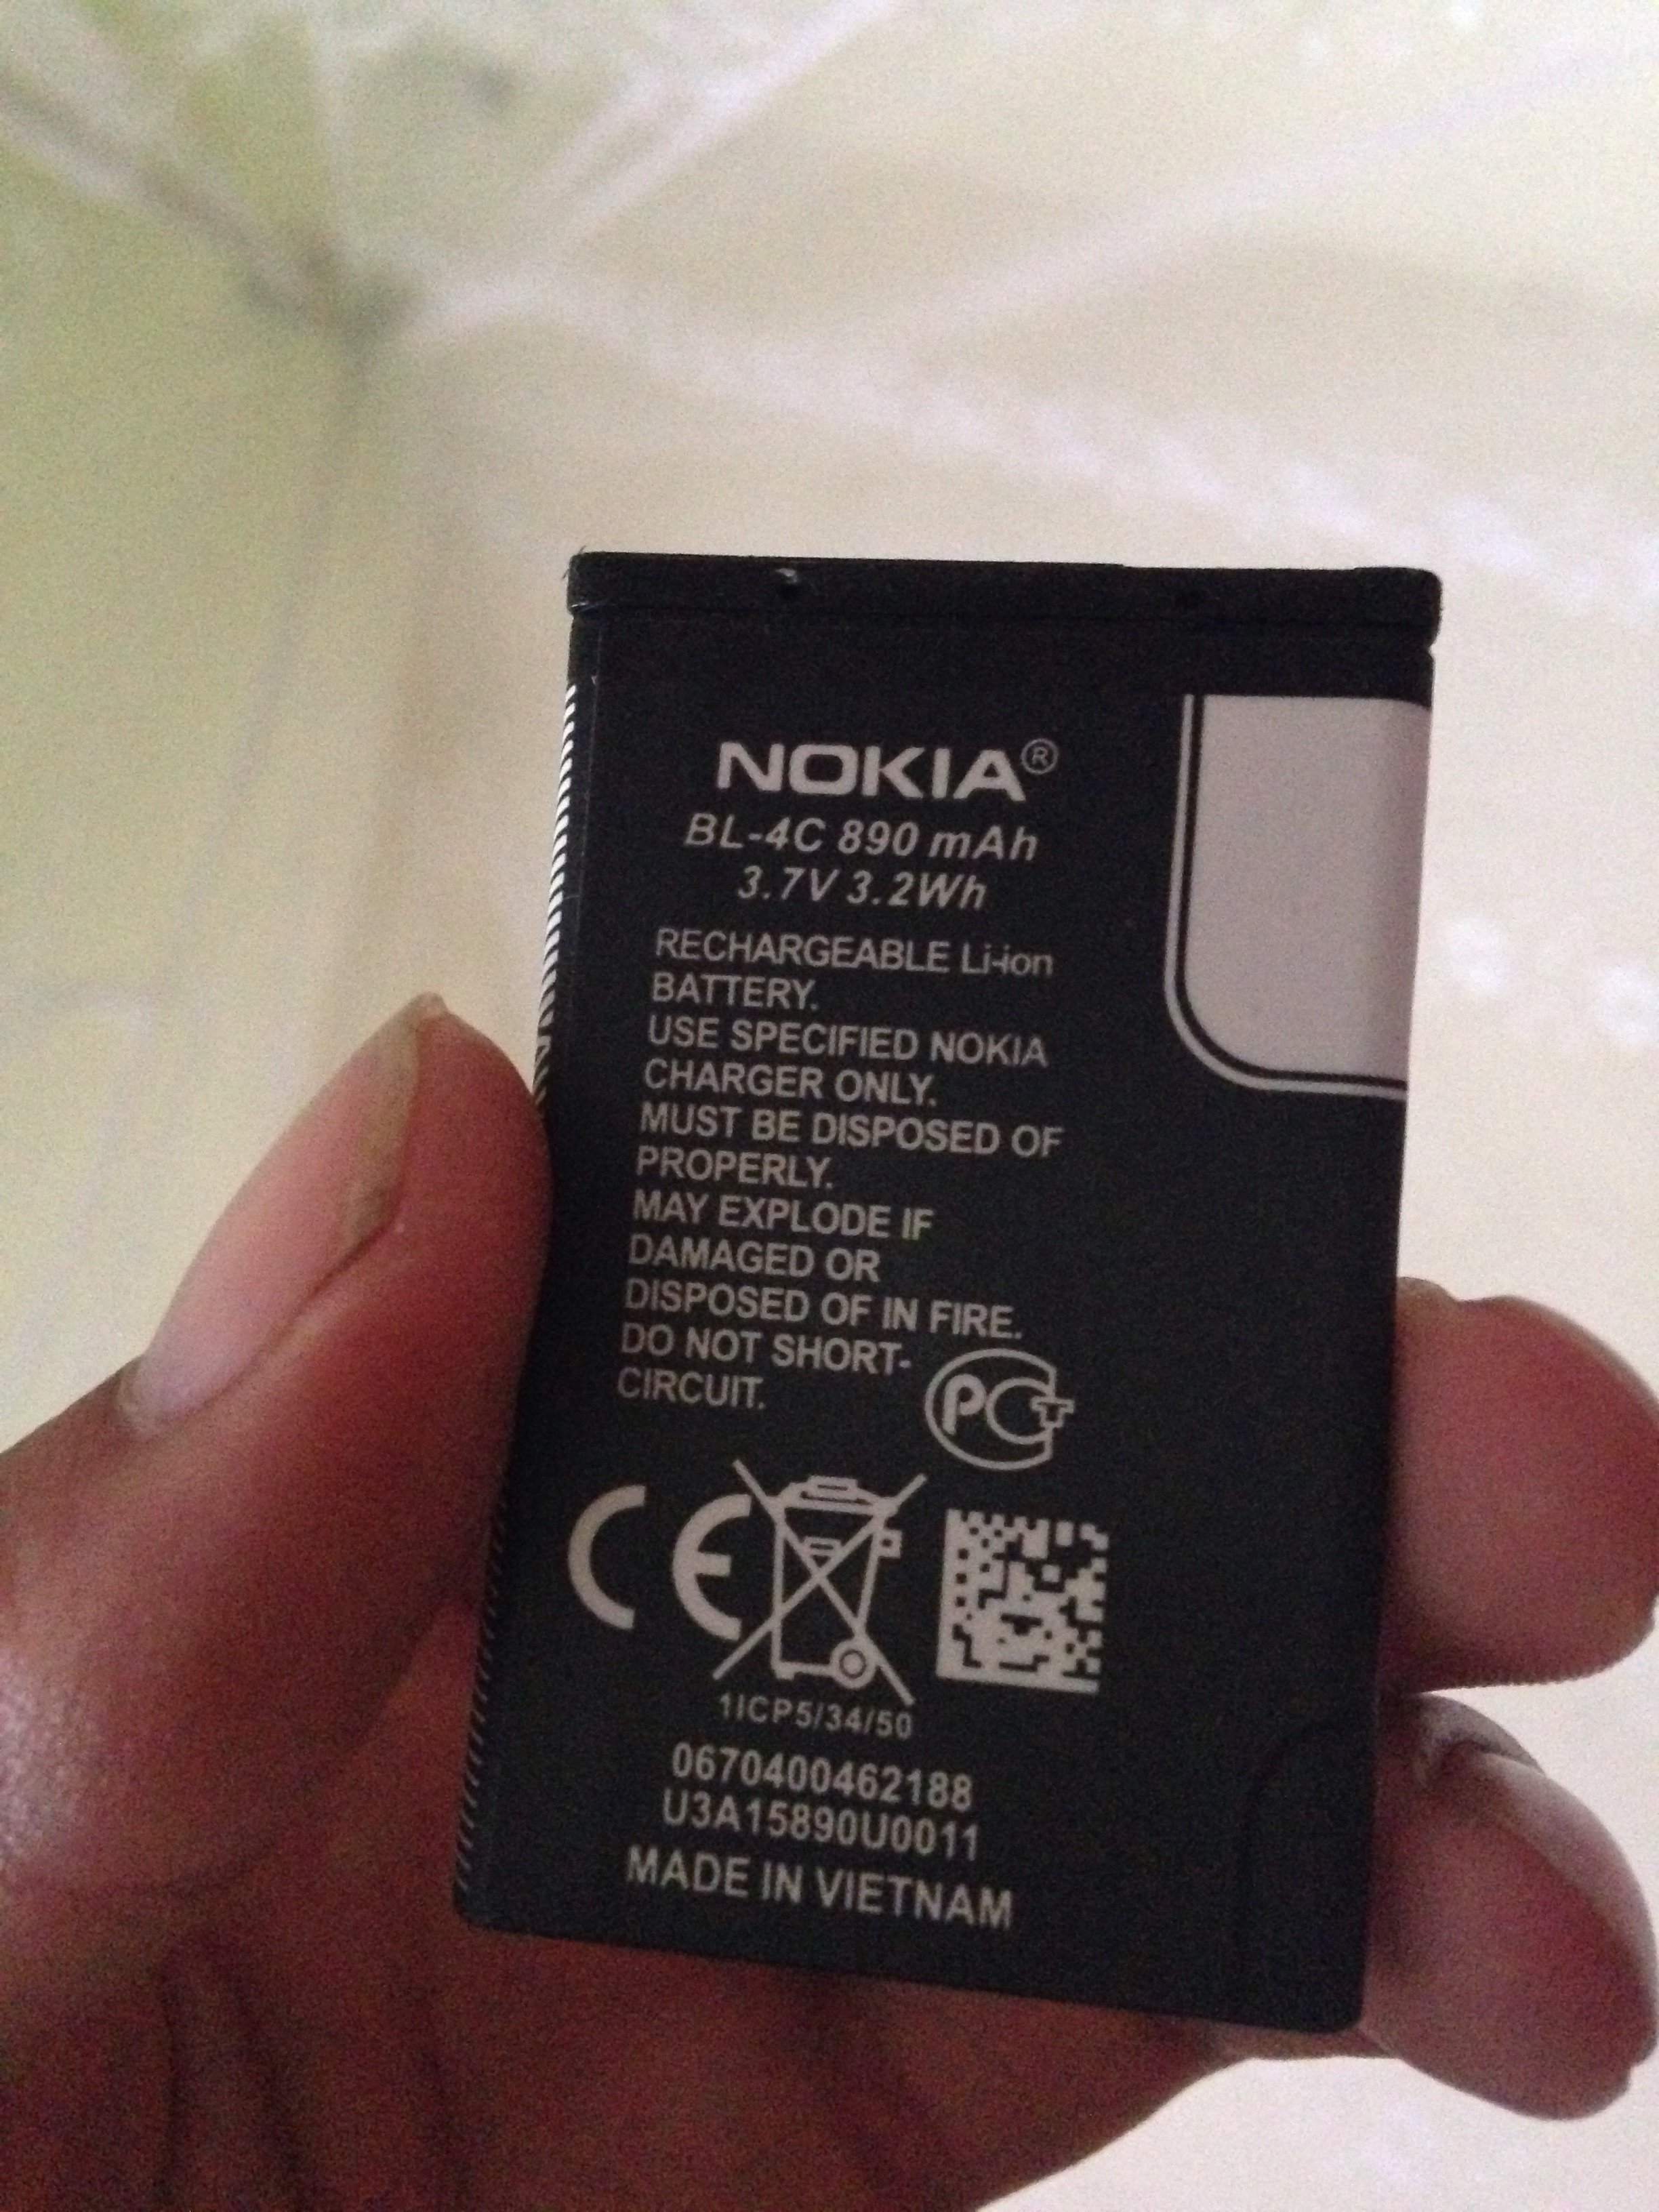 NOKIA®
BL-4C 890 mAh
3.7V 3.2Wh
RECHARGEABLE Li-ion
BATTERY.
USE SPECIFIED NOKIA
CHARGER ONLY.
MUST BE DISPOSED OF
PROPERLY.
MAY EXPLODE IF
DAMAGED OR
DISPOSED OF IN FIRE.
DO NOT SHORT-
CIRCUIT.
PCT
CE
1ICP5/34/50
0670400462188
U3A15890U0011
MADE IN VIETNAM